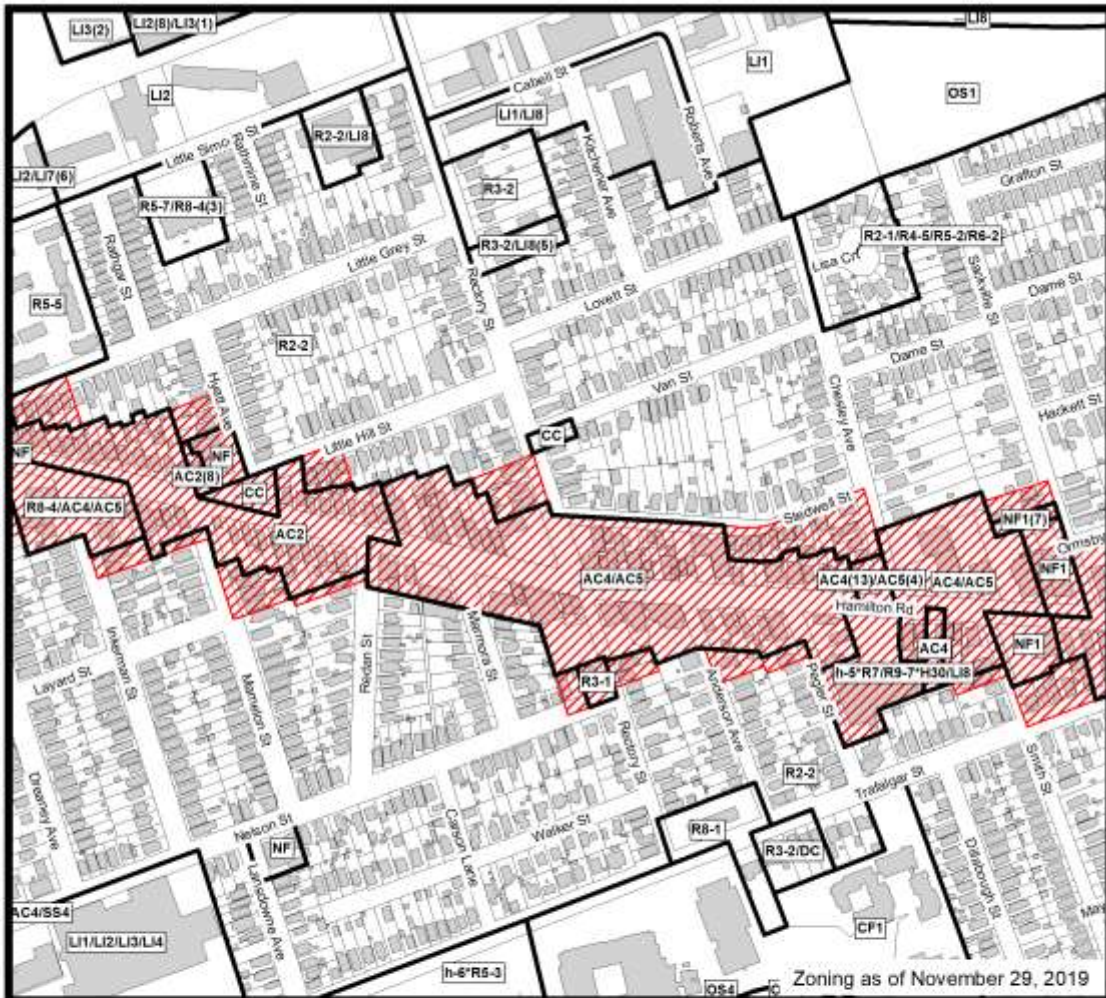 LI3(2)
LI2(8)/LI3(1)
LI8
LI1
OS1
LI2
Cabell St
LI1/LI8
Roberts Ave
R2-2/LI8
Rathmine St
Kitchener Ave
LI2/LI7(6)
R3-2
Grafton St
R5-7/R8-4(3)
R2-1/R4-5/R5-2/R6-2
R3-2/LI8(5)
Little Grey St
Rathgar St
Lisa Crt
Sackville St
Rectory St
Lovett St
Dame St
R5-5
R2-2
Dame St
Van St
Hyatt Ave
Chesley Ave
Hackett St
Little Hill St
CC
NF
NF
AC2(8)
CC
Stedwell St
NF1(7)
R8-4/AC4/AC5
AC2
Ormsby
NF1
AC4/AC5
AC4(13)/AC5(4)
AC4/AC5
Hamilton Rd
Marmora St
AC4
NF1
Inkerman St
Redan St
R3-1
h-5*R7/R9-7*H30/LI8
Layard St
Mamelon St
Anderson Ave
Pegler St
Rectory St
R2-2
Smith St
Trafalgar St
Dreaney Ave
Nelson St
Carson Lane
Walker St
R8-1
NF
R3-2/DC
Lansdowne Ave
Dillabough St
AC4/SS4
LI1/LI2/LI3/LI4
CF1
h-6*R5-3
OS4
Zoning as of November 29, 2019